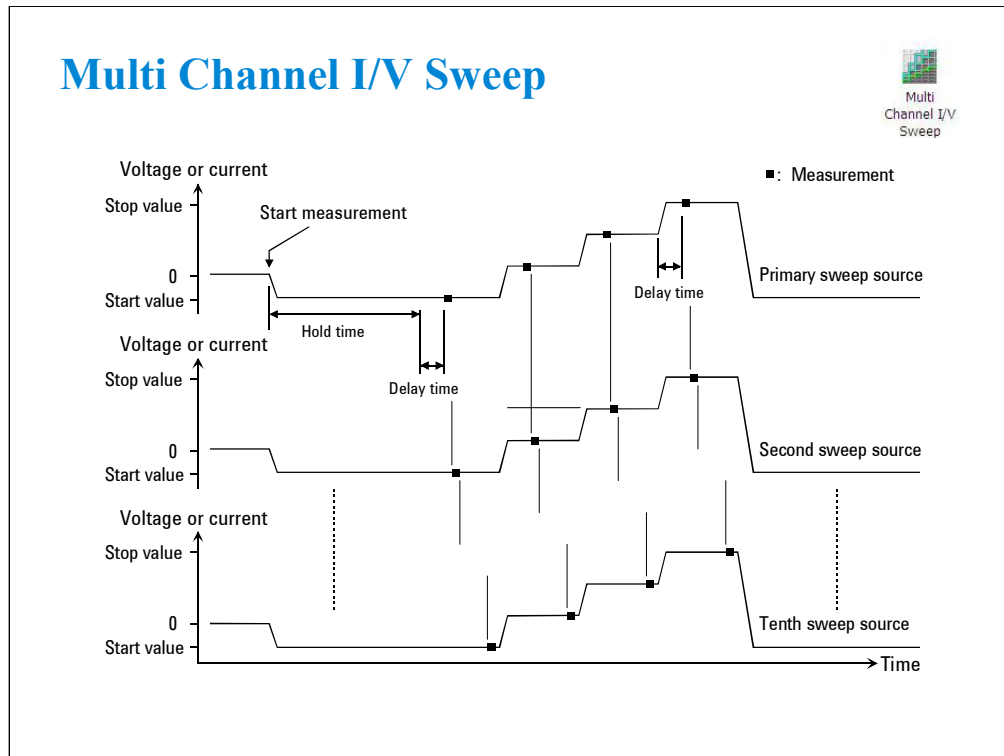 Multi Channel I/V Sweep
Multi
Channel I/V
Sweep
Voltage or current
■: Measurement
Stop value
Start measurement
0
Primary sweep source
Start value
Delay time
Hold time
Voltage or current
Stop value
Delay time
0
Second sweep source
Start value
Voltage or current
Stop value
0
Tenth sweep source
Start value
Time